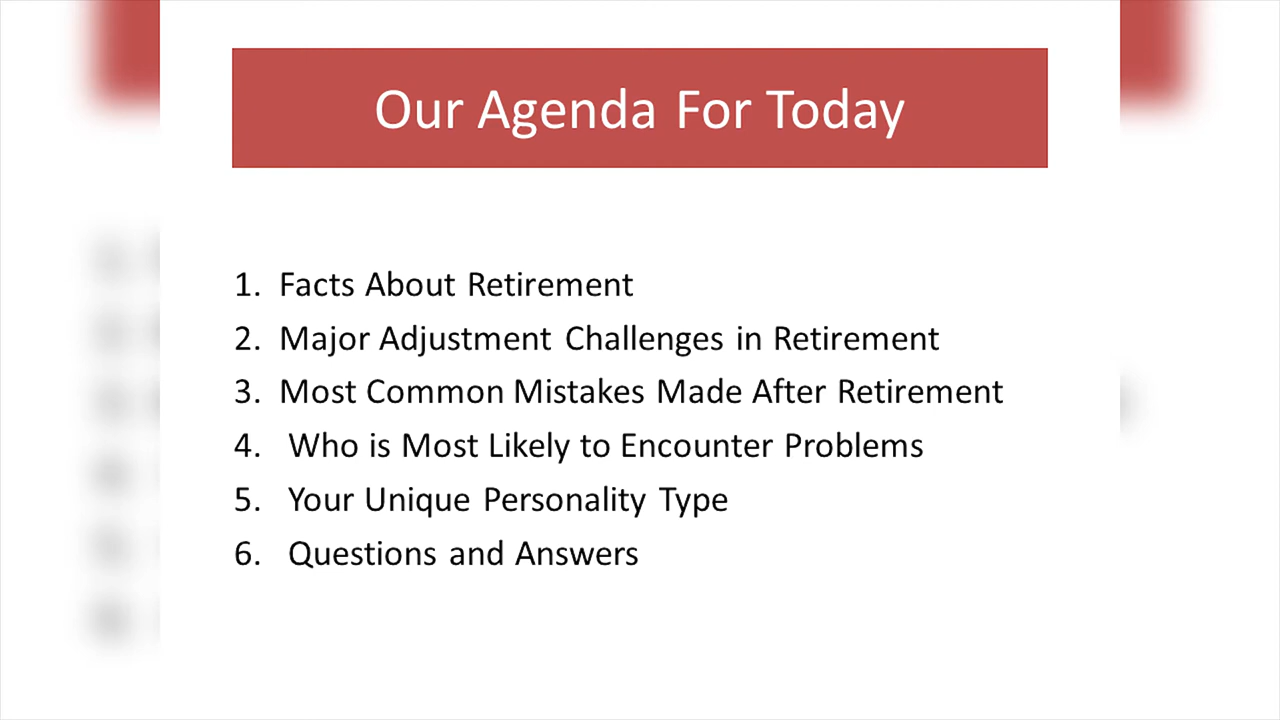 Our Agenda For Today
1. Facts About Retirement
2. Major Adjustment Challenges in Retirement
3. Most Common Mistakes Made After Retirement
4. Who is Most Likely to Encounter Problems
5. Your Unique Personality Type
6. Questions and Answers